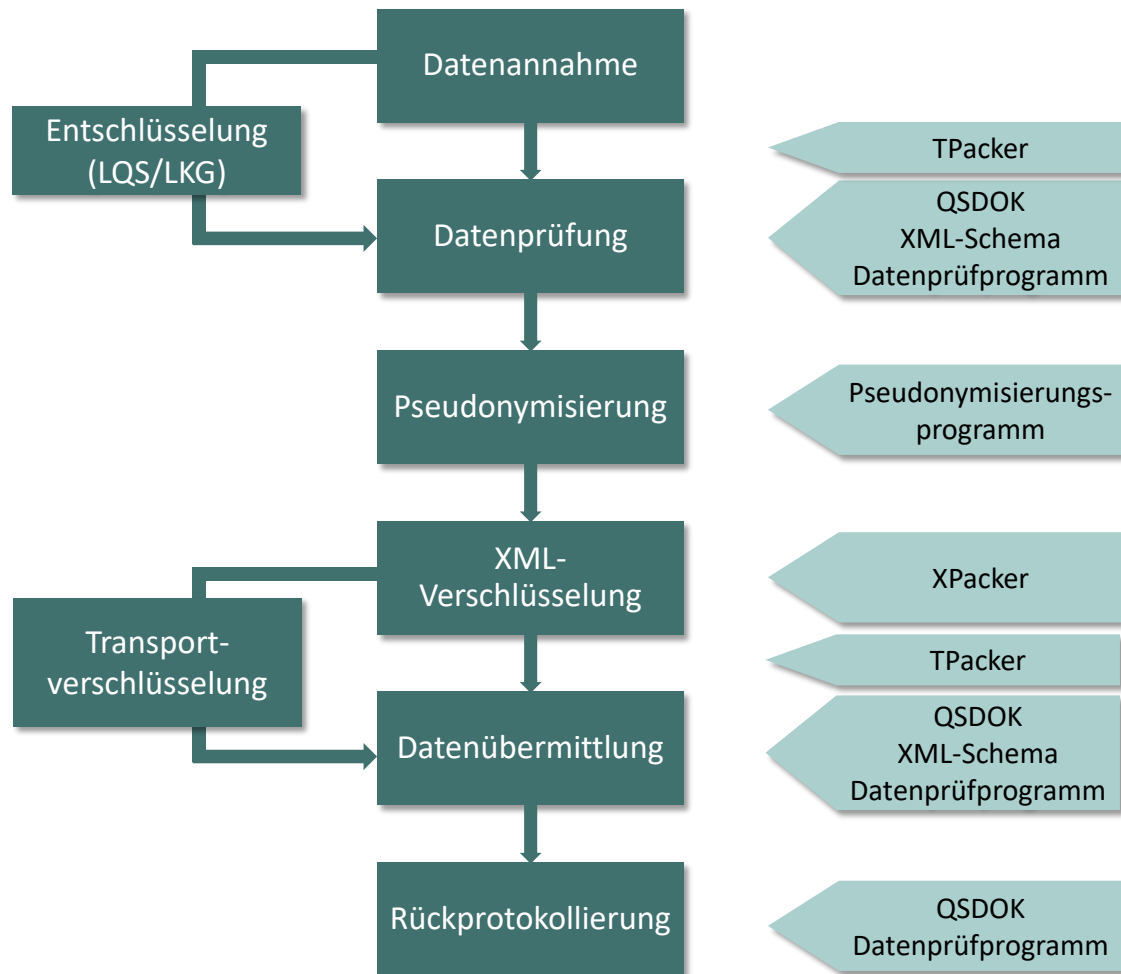 Datenannahme
Entschlüsselung
(LQS/LKG)
TPacker
Datenprüfung
QSDOK
XML-Schema
Datenprüfprogramm
Pseudonymisierung
Pseudonymisierungs-
programm
XML-
Verschlüsselung
XPacker
Transport-
verschlüsselung
TPacker
Datenübermittlung
QSDOK
XML-Schema
Datenprüfprogramm
Rückprotokollierung
QSDOK
Datenprüfprogramm